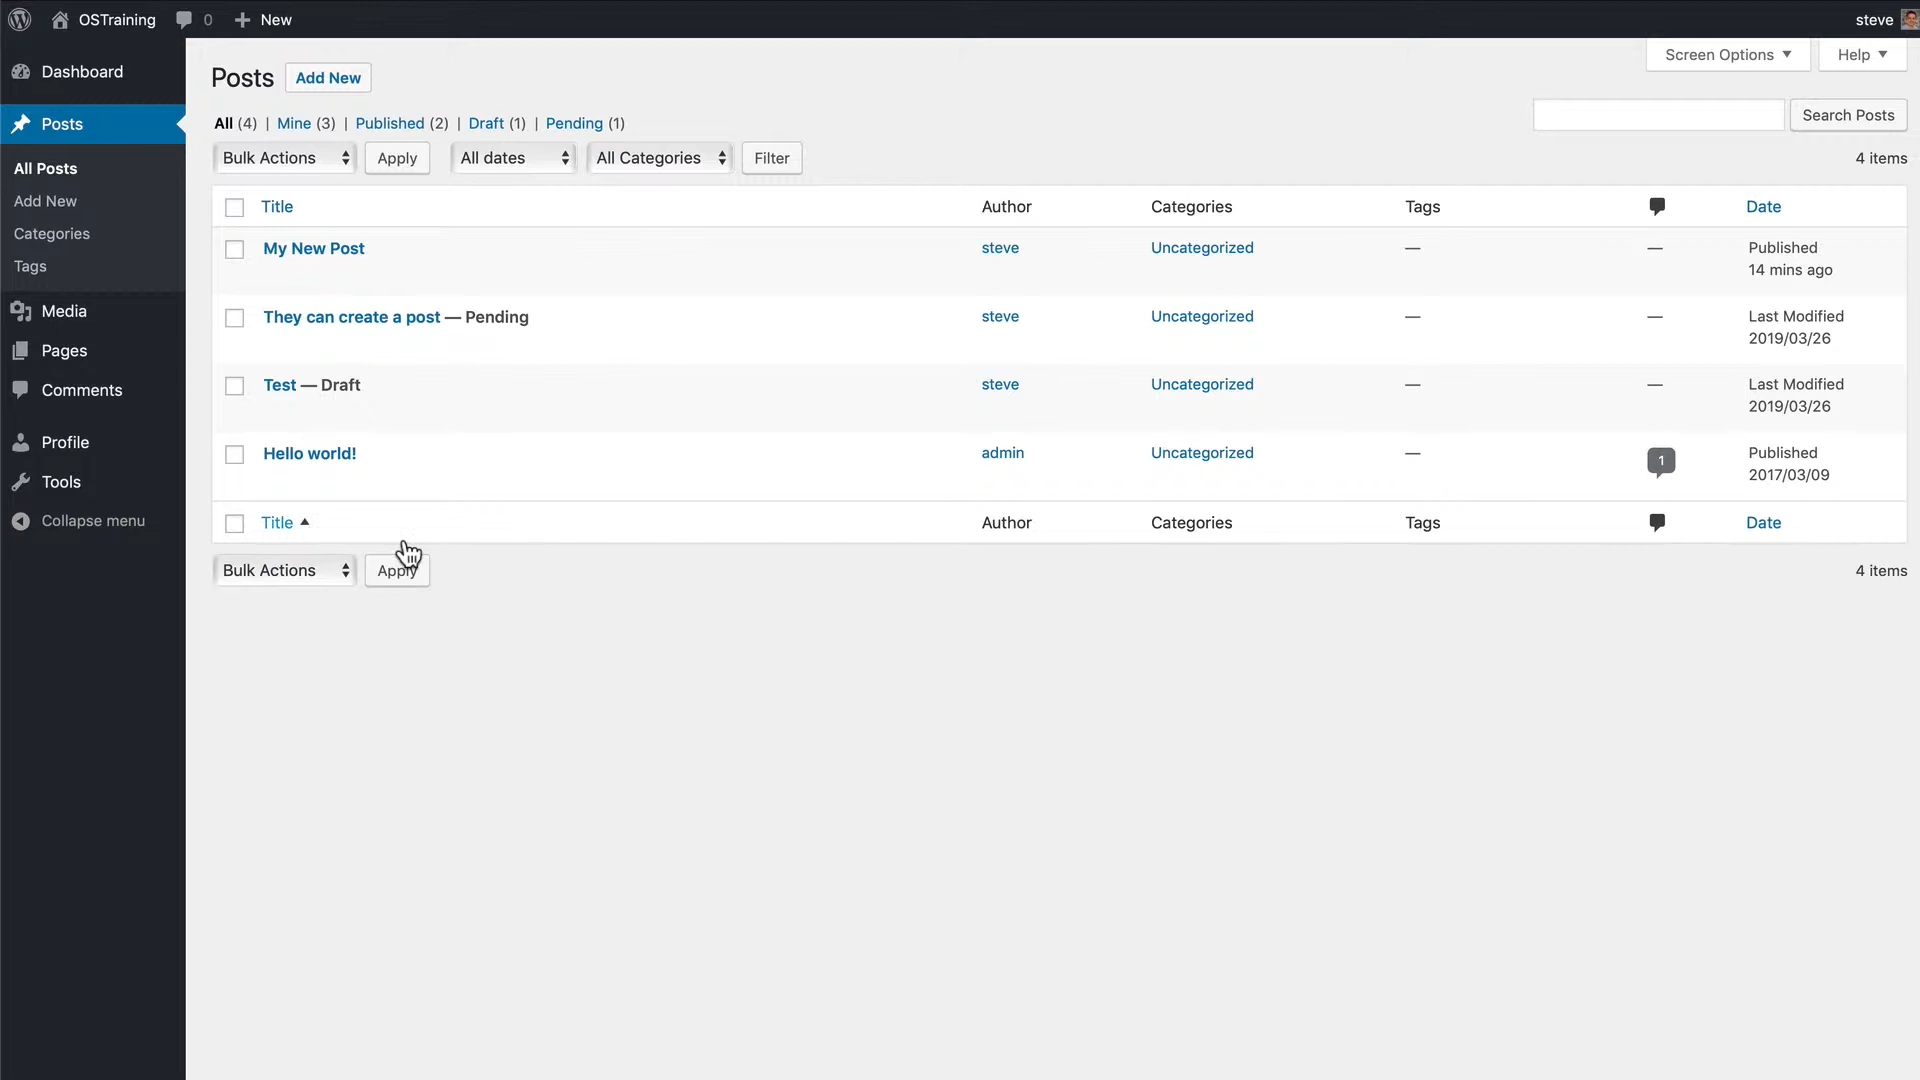 OSTraining 0 New steve
Dashboard
Posts
All Posts
Add New
Categories
Tags
Media
Pages
Comments
Profile
Tools
Collapse menu
Screen Options Help
Posts Add New
All (4) | Mine (3) | Published (2) | Draft (1) | Pending (1)
Search Posts
Bulk Actions Apply All dates All Categories Filter 4 items
Title Author Categories Tags Date
My New Post steve Uncategorized — — Published
14 mins ago
They can create a post — Pending steve Uncategorized — — Last Modified
2019/03/26
Test — Draft steve Uncategorized — — Last Modified
2019/03/26
Hello world! admin Uncategorized — 1 Published
2017/03/09
Title Author Categories Tags Date
Bulk Actions Apply 4 items